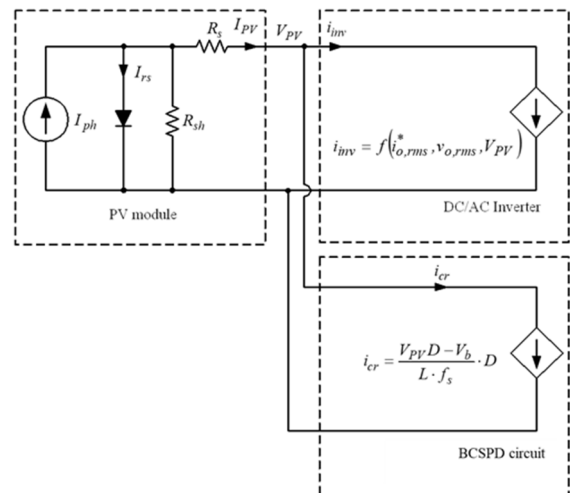 R_s I_PV V_PV i_inv
I_rs
I_ph R_sh
i_inv = f(i*_o,rms, v_o,rms, V_PV)
PV module
DC/AC Inverter
i_cr
i_cr = (V_PV D − V_b) / (L · f_s) · D
BCSPD circuit